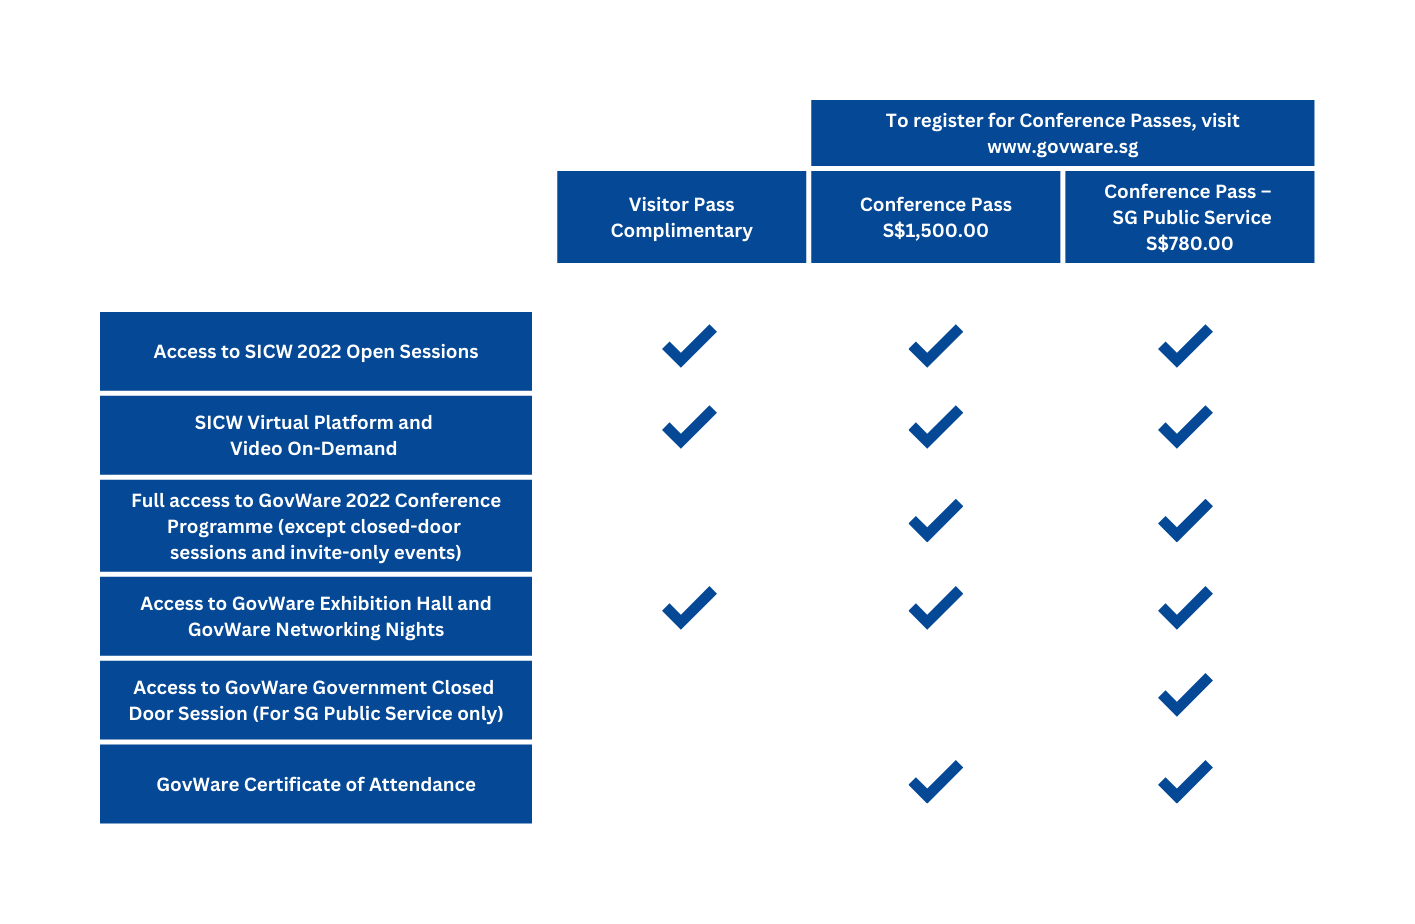 To register for Conference Passes, visit
www.govware.sg
Visitor Pass
Complimentary
Conference Pass
S$1,500.00
Conference Pass –
SG Public Service
S$780.00
Access to SICW 2022 Open Sessions
SICW Virtual Platform and
Video On-Demand
Full access to GovWare 2022 Conference
Programme (except closed-door
sessions and invite-only events)
Access to GovWare Exhibition Hall and
GovWare Networking Nights
Access to GovWare Government Closed
Door Session (For SG Public Service only)
GovWare Certificate of Attendance